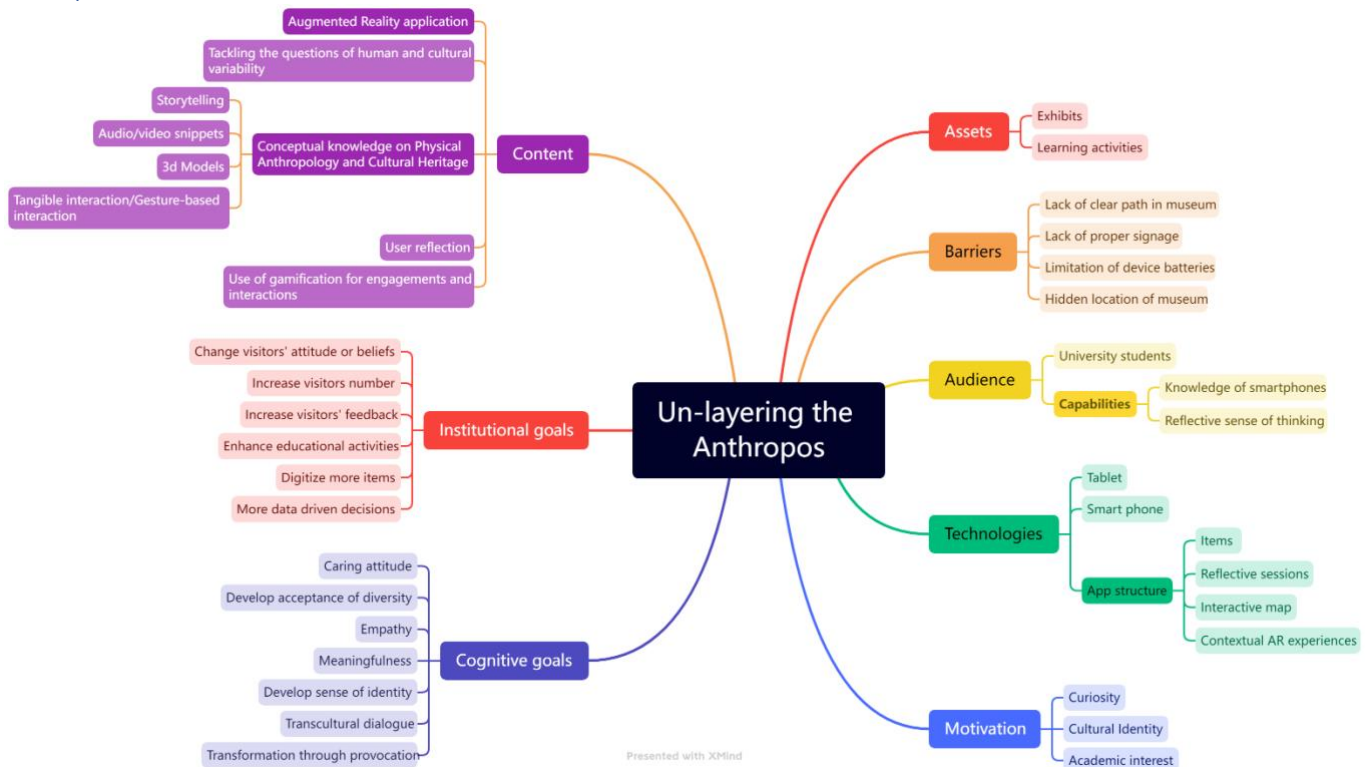 Augmented Reality application
Tackling the questions of human and cultural
variability
Storytelling
Audio/video snippets
3d Models
Tangible interaction/Gesture-based
interaction
Conceptual knowledge on Physical
Anthropology and Cultural Heritage
User reflection
Use of gamification for engagements and
interactions
Content
Change visitors' attitude or beliefs
Increase visitors number
Increase visitors' feedback
Enhance educational activities
Digitize more items
More data driven decisions
Institutional goals
Caring attitude
Develop acceptance of diversity
Empathy
Meaningfulness
Develop sense of identity
Transcultural dialogue
Transformation through provocation
Cognitive goals
Un-layering the
Anthropos
Assets
Exhibits
Learning activities
Barriers
Lack of clear path in museum
Lack of proper signage
Limitation of device batteries
Hidden location of museum
Audience
University students
Capabilities
Knowledge of smartphones
Reflective sense of thinking
Technologies
Tablet
Smart phone
App structure
Items
Reflective sessions
Interactive map
Contextual AR experiences
Motivation
Curiosity
Cultural Identity
Academic interest
Presented with XMind